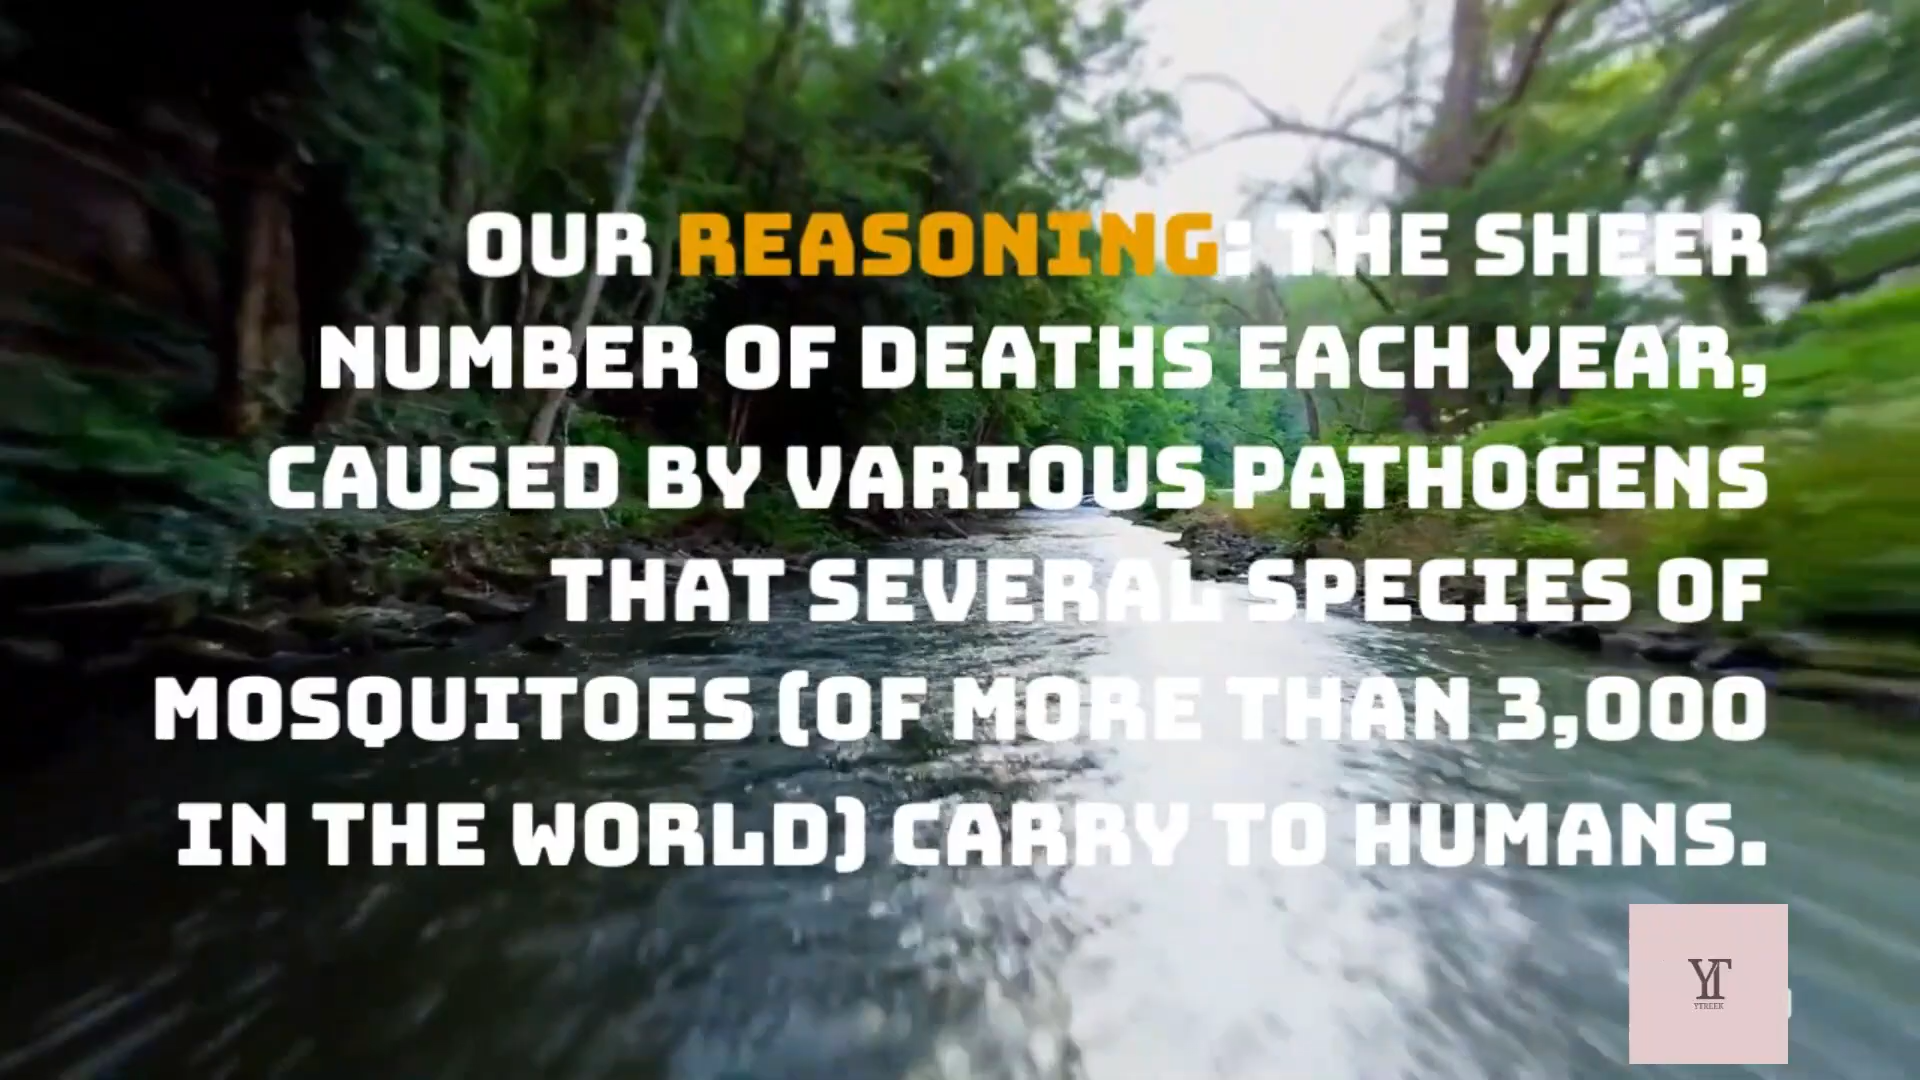 OUR REASONING: THE SHEER
NUMBER OF DEATHS EACH YEAR,
CAUSED BY VARIOUS PATHOGENS
THAT SEVERAL SPECIES OF
MOSQUITOES (OF MORE THAN 3,000
IN THE WORLD) CARRY TO HUMANS.
YT
YTREEK